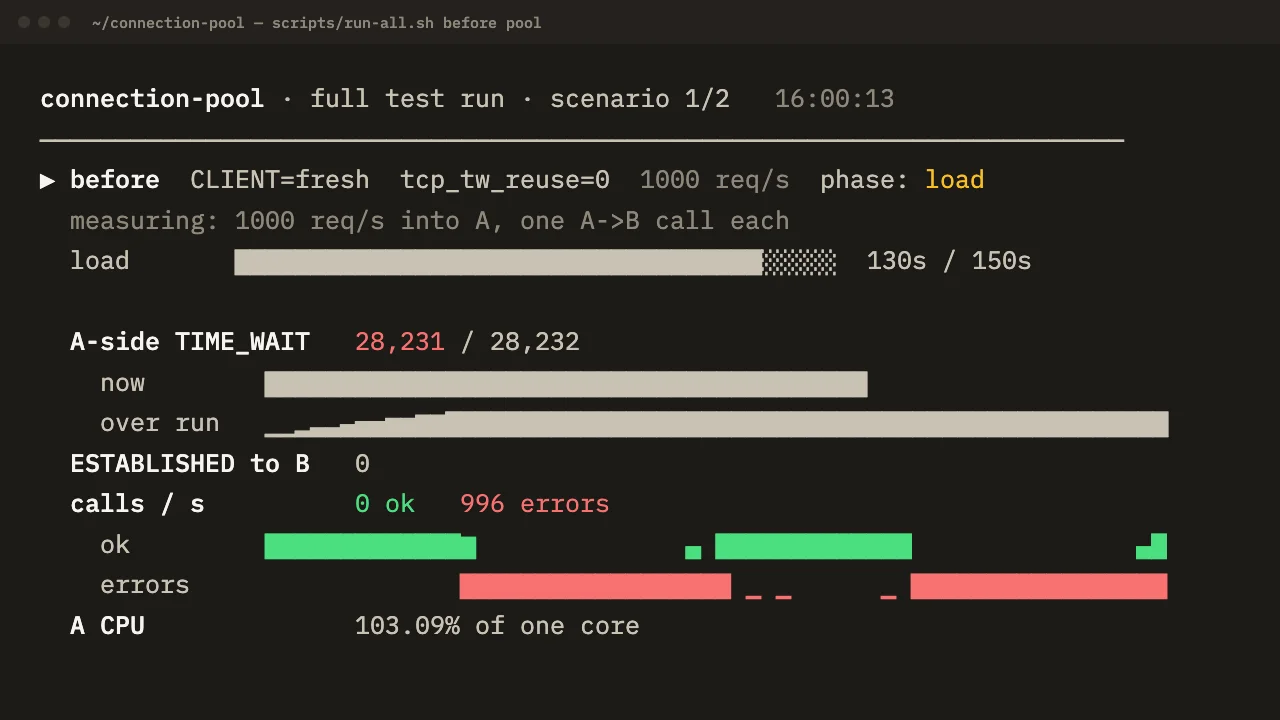 ~/connection-pool — scripts/run-all.sh before pool
connection-pool · full test run · scenario 1/2 16:00:13
▶ before CLIENT=fresh tcp_tw_reuse=0 1000 req/s phase: load
measuring: 1000 req/s into A, one A->B call each
load 130s / 150s
A-side TIME_WAIT 28,231 / 28,232
now
over run
ESTABLISHED to B 0
calls / s 0 ok 996 errors
ok
errors
A CPU 103.09% of one core